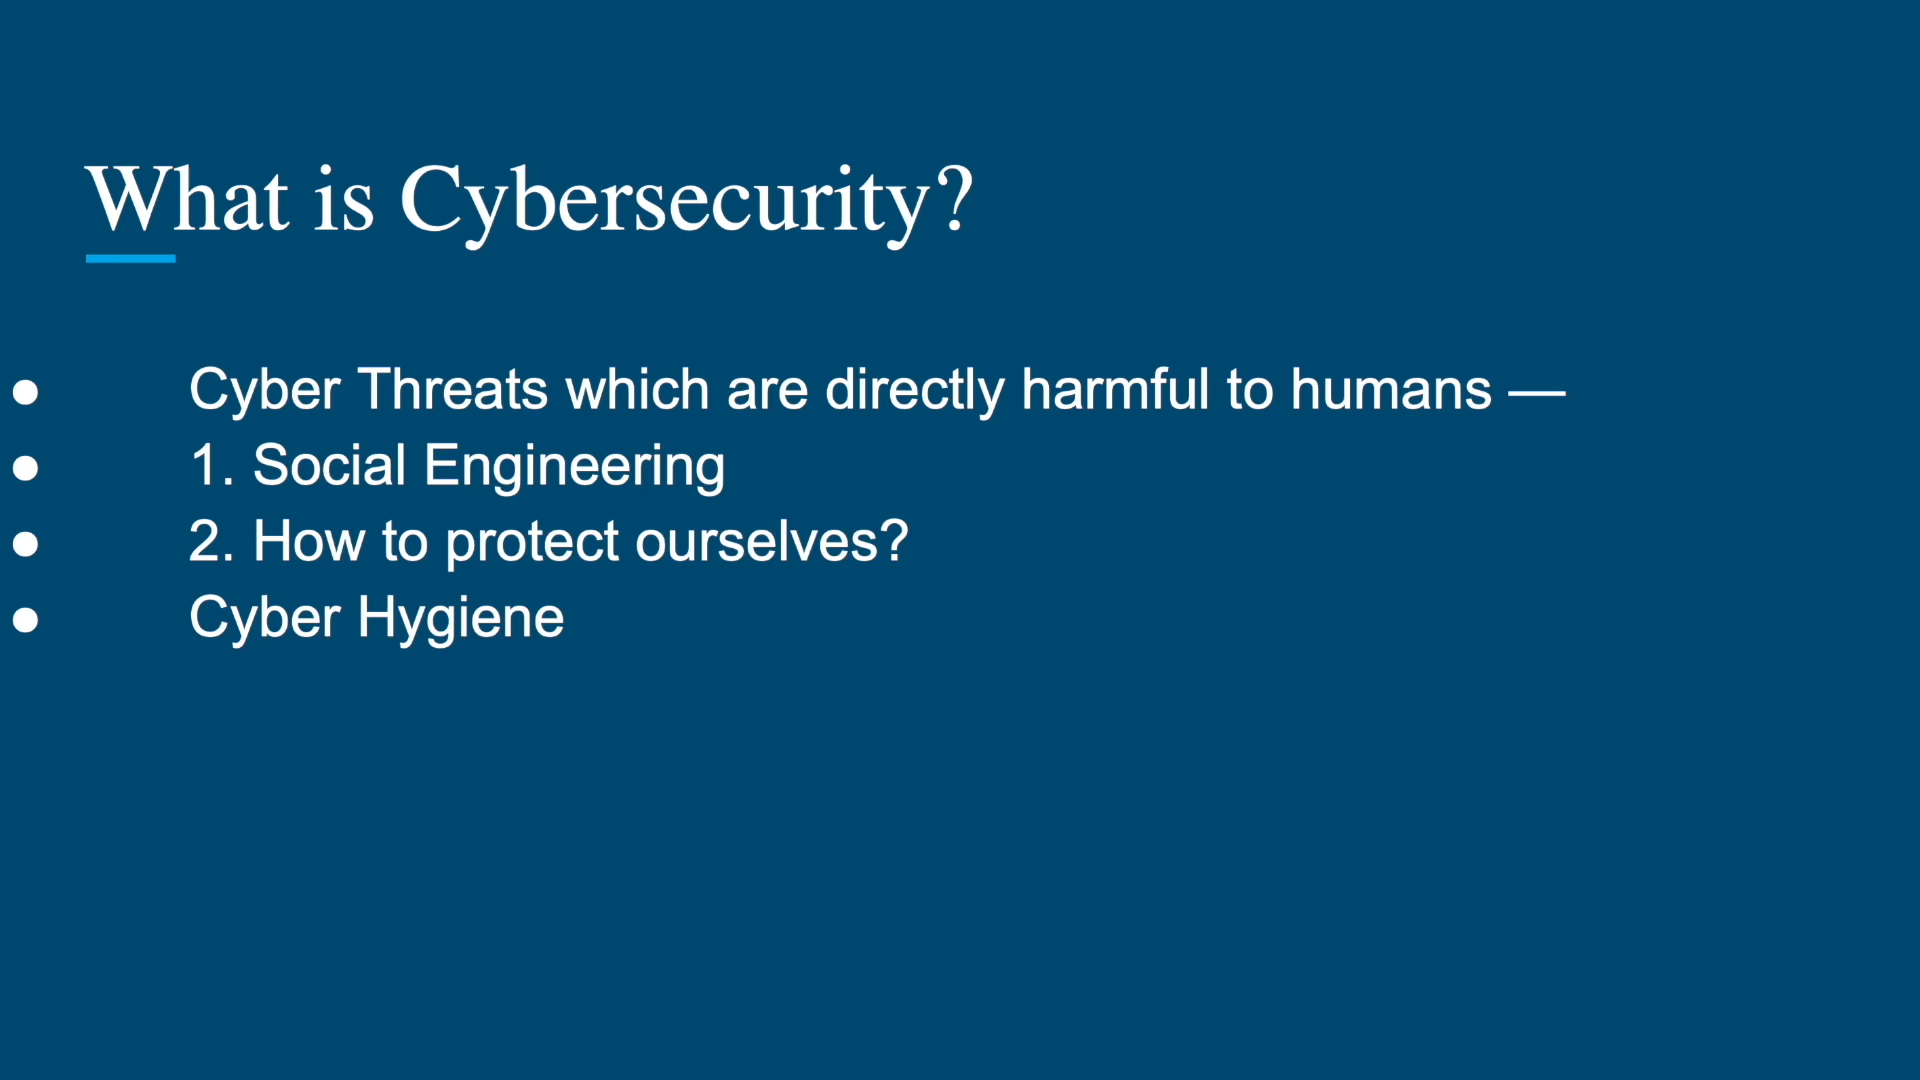 What is Cybersecurity?
● Cyber Threats which are directly harmful to humans —
● 1. Social Engineering
● 2. How to protect ourselves?
● Cyber Hygiene